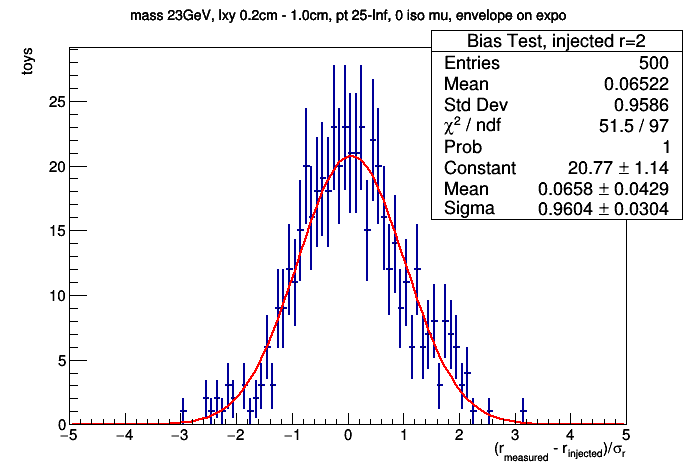 mass 23GeV, lxy 0.2cm - 1.0cm, pt 25-Inf, 0 iso mu, envelope on expo
toys
Bias Test, injected r=2
Entries 500
Mean 0.06522
Std Dev 0.9586
χ² / ndf 51.5 / 97
Prob 1
Constant 20.77 ± 1.14
Mean 0.0658 ± 0.0429
Sigma 0.9604 ± 0.0304
25
20
15
10
5
0
−5 −4 −3 −2 −1 0 1 2 3 4 5
(r_measured - r_injected)/σ_r